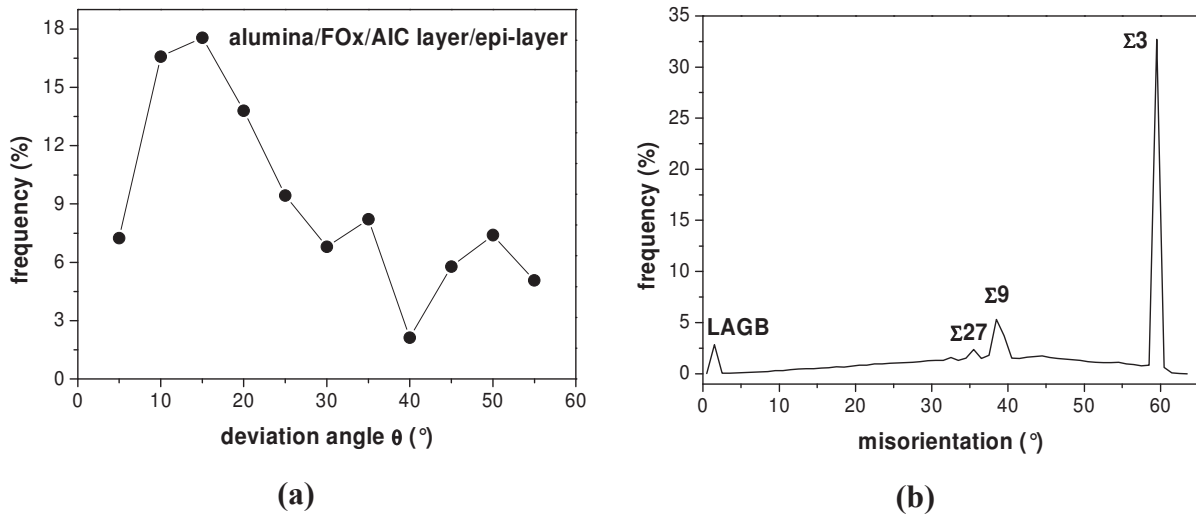 alumina/FOx/AIC layer/epi-layer
18
15
12
9
6
3
0
frequency (%)
0 10 20 30 40 50 60
deviation angle θ (°)
(a)
35
30
25
20
15
10
5
0
frequency (%)
Σ3
Σ9
Σ27
LAGB
0 10 20 30 40 50 60
misorientation (°)
(b)